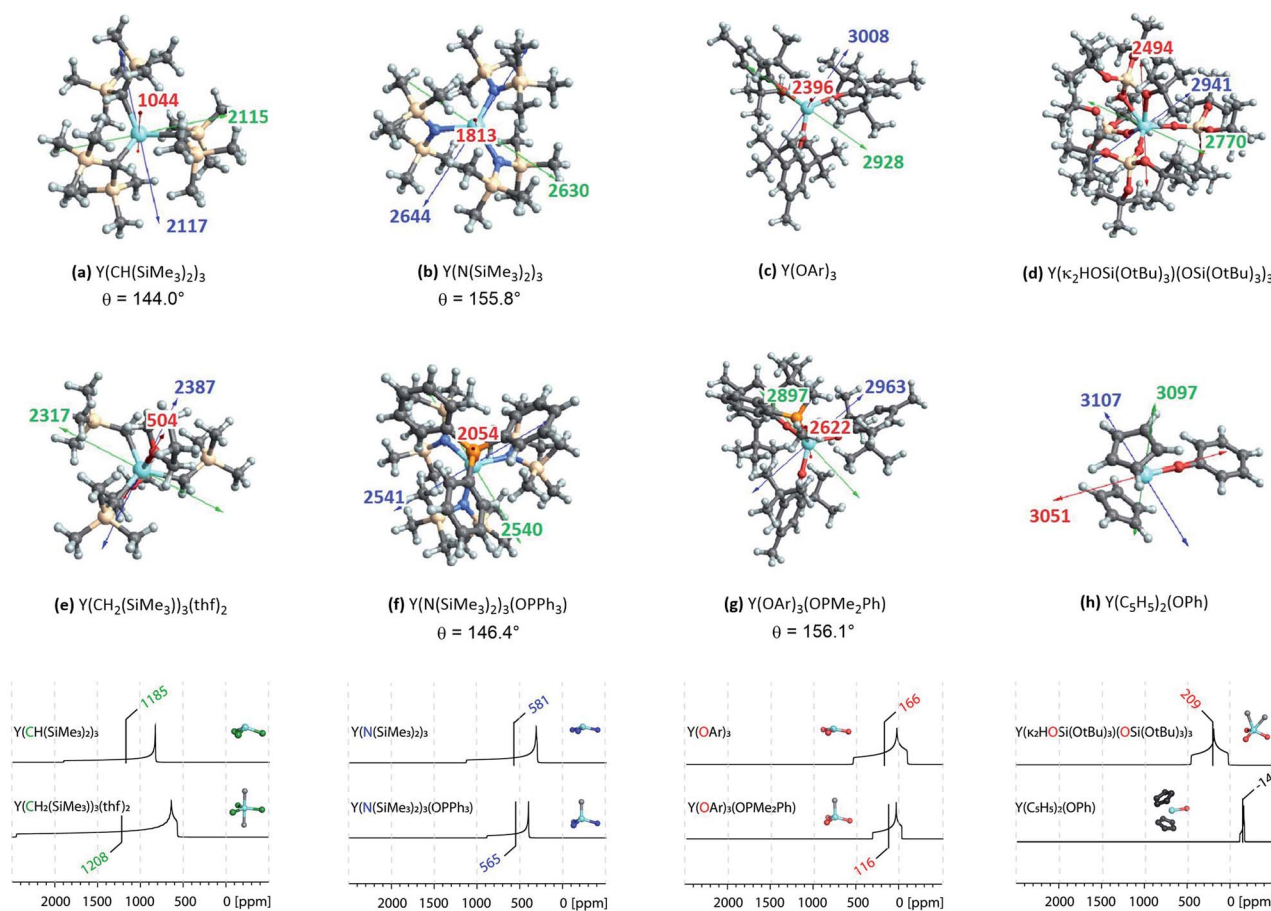 1044
2115
2117
(a) Y(CH(SiMe₃)₂)₃
θ = 144.0°
1813
2630
2644
(b) Y(N(SiMe₃)₂)₃
θ = 155.8°
3008
2396
2928
(c) Y(OAr)₃
2494
2941
2770
(d) Y(κ₂HOSi(OtBu)₃)(OSi(OtBu)₃)₃
2387
2317
504
(e) Y(CH₂(SiMe₃))₃(thf)₂
2054
2541
2540
(f) Y(N(SiMe₃)₂)₃(OPPh₃)
θ = 146.4°
2963
2897
2622
(g) Y(OAr)₃(OPMe₂Ph)
θ = 156.1°
3107
3097
3051
(h) Y(C₅H₅)₂(OPh)
1185
Y(CH(SiMe₃)₂)₃
Y(CH₂(SiMe₃))₃(thf)₂
1208
2000 1500 1000 500 0 [ppm]
581
Y(N(SiMe₃)₂)₃
Y(N(SiMe₃)₂)₃(OPPh₃)
565
2000 1500 1000 500 0 [ppm]
166
Y(OAr)₃
Y(OAr)₃(OPMe₂Ph)
116
2000 1500 1000 500 0 [ppm]
209
Y(κ₂HOSi(OtBu)₃)(OSi(OtBu)₃)₃
Y(C₅H₅)₂(OPh)
2000 1500 1000 500 0 [ppm]